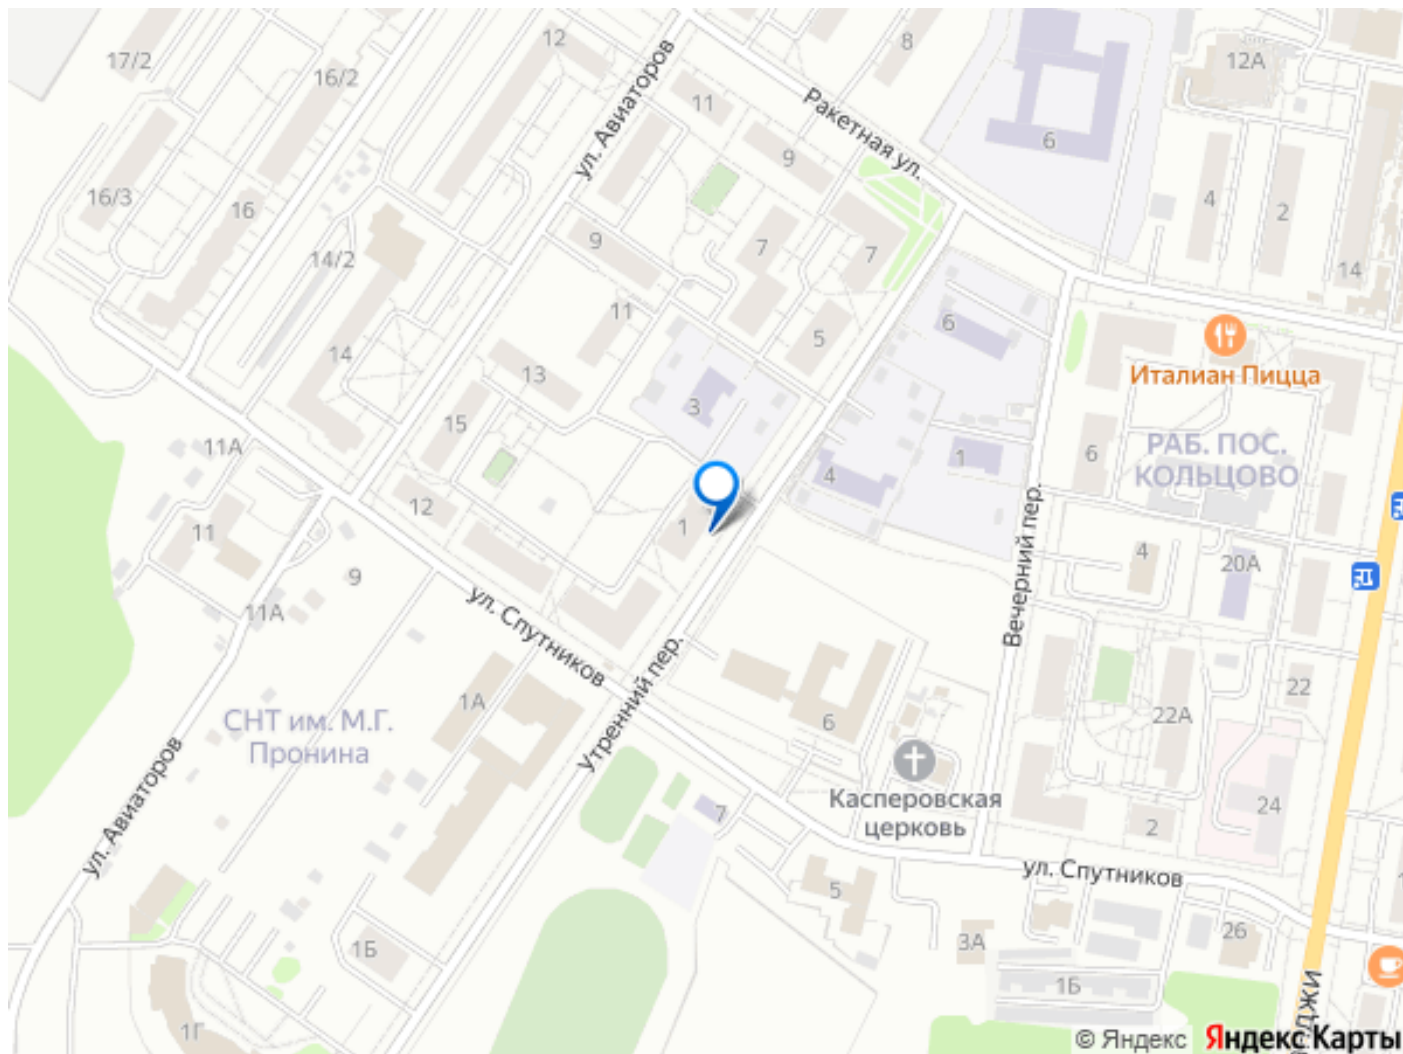 17/2
16/2
12
ул. Авиаторов
8
12А
11
Ракетная ул.
9
6
16/3
16
4
2
14/2
9
7
7
14
11
5
6
Италиан Пицца
14
13
3
15
11А
РАБ. ПОС.
КОЛЬЦОВО
6
1
4
12
1
11
Вечерний пер.
4
20А
9
11А
ул. Спутников
Утренний пер.
22
1А
22А
СНТ им. М.Г.
Пронина
6
Касперовская
церковь
ул. Авиаторов
7
2
24
ул. Спутников
5
3А
26
1Б
1Б
1Г
© Яндекс
Яндекс Карты